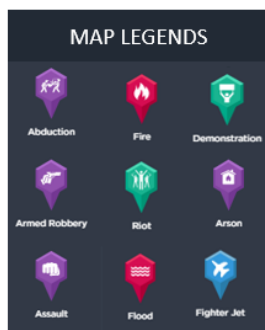 MAP LEGENDS
Abduction
Fire
Demonstration
Armed Robbery
Riot
Arson
Assault
Flood
Fighter Jet